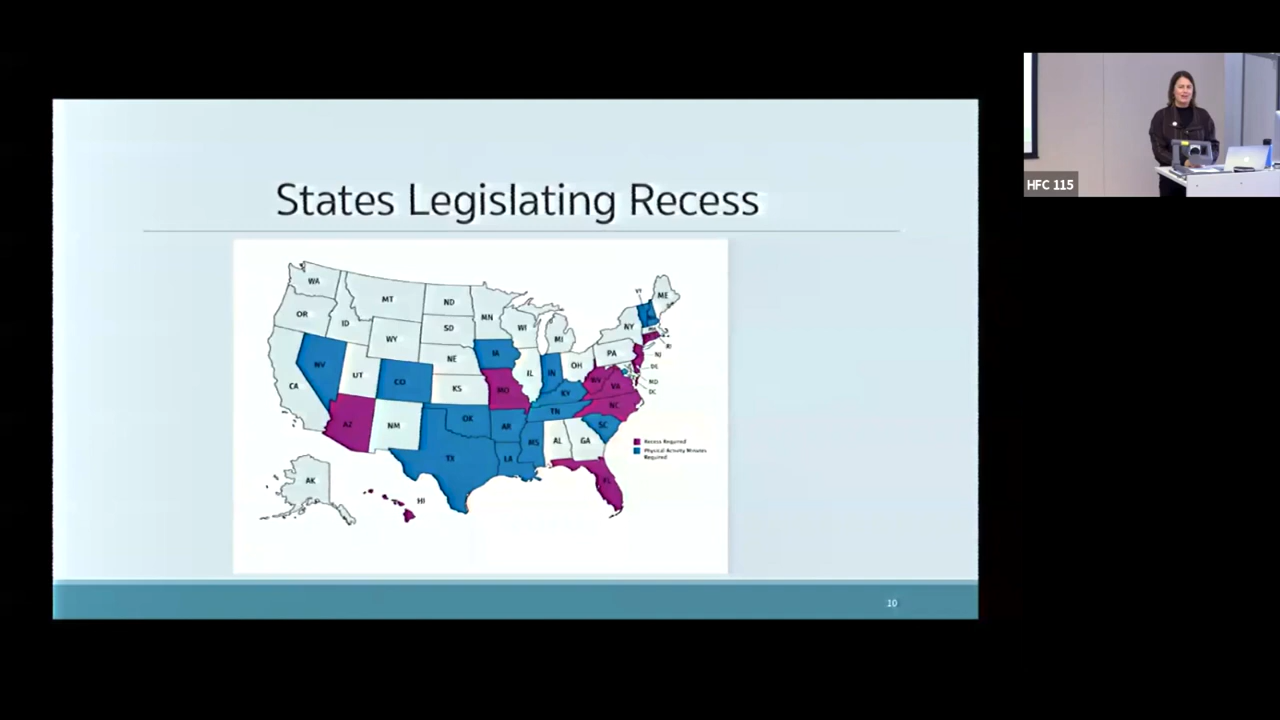 States Legislating Recess
WA
MT
ND
MN
VT
ME
OR
ID
SD
WI
NY
WY
MI
IA
PA
RI
NE
NJ
NV
UT
CO
IL
IN
OH
DE
CA
KS
MO
WV
VA
MD
KY
DC
NC
AZ
NM
OK
AR
TN
SC
TX
LA
MS
AL
GA
FL
AK
HI
Recess Required
Physical Activity Minutes
Required
10
HFC 115